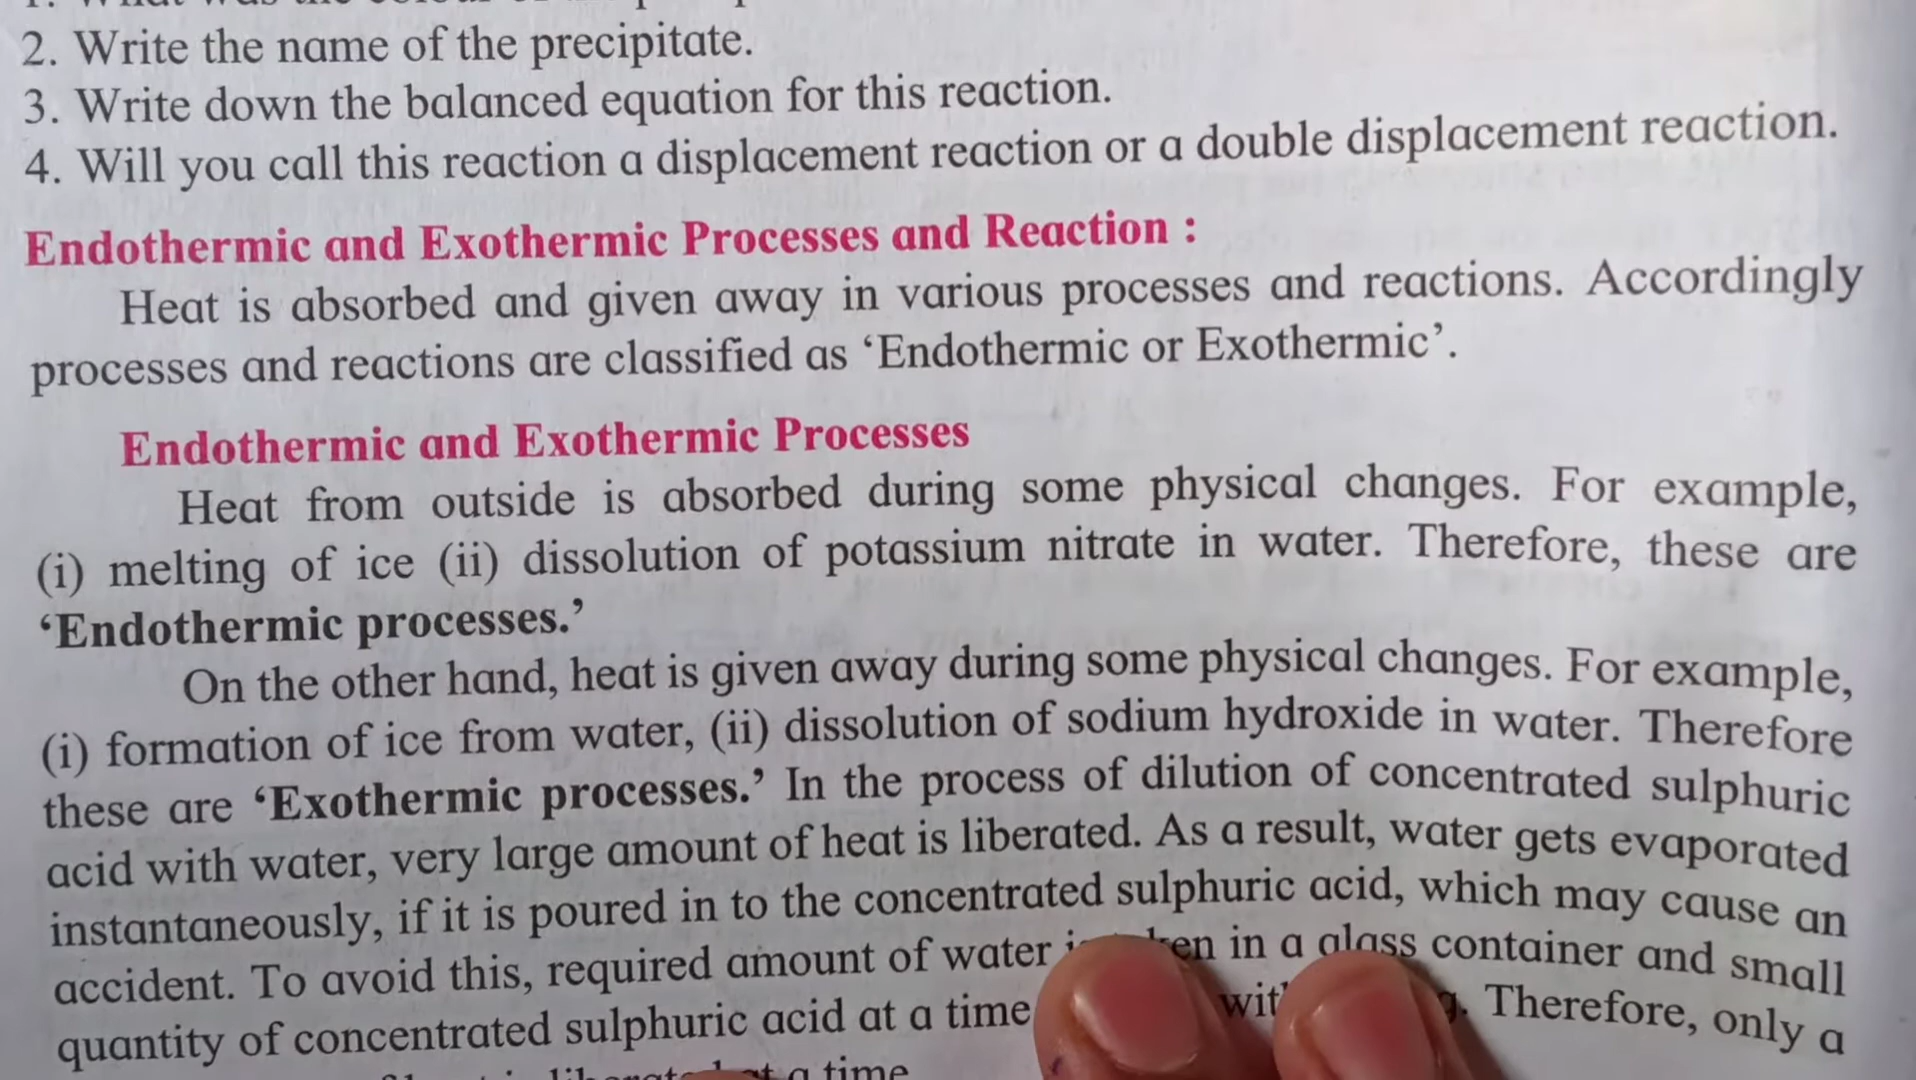 2. Write the name of the precipitate.
3. Write down the balanced equation for this reaction.
4. Will you call this reaction a displacement reaction or a double displacement reaction.
Endothermic and Exothermic Processes and Reaction :
Heat is absorbed and given away in various processes and reactions. Accordingly
processes and reactions are classified as ‘Endothermic or Exothermic’.
Endothermic and Exothermic Processes
Heat from outside is absorbed during some physical changes. For example,
(i) melting of ice (ii) dissolution of potassium nitrate in water. Therefore, these are
‘Endothermic processes.’
On the other hand, heat is given away during some physical changes. For example,
(i) formation of ice from water, (ii) dissolution of sodium hydroxide in water. Therefore
these are ‘Exothermic processes.’ In the process of dilution of concentrated sulphuric
acid with water, very large amount of heat is liberated. As a result, water gets evaporated
instantaneously, if it is poured in to the concentrated sulphuric acid, which may cause an
accident. To avoid this, required amount of water in a glass container and small
quantity of concentrated sulphuric acid at a time Therefore, only a
a time